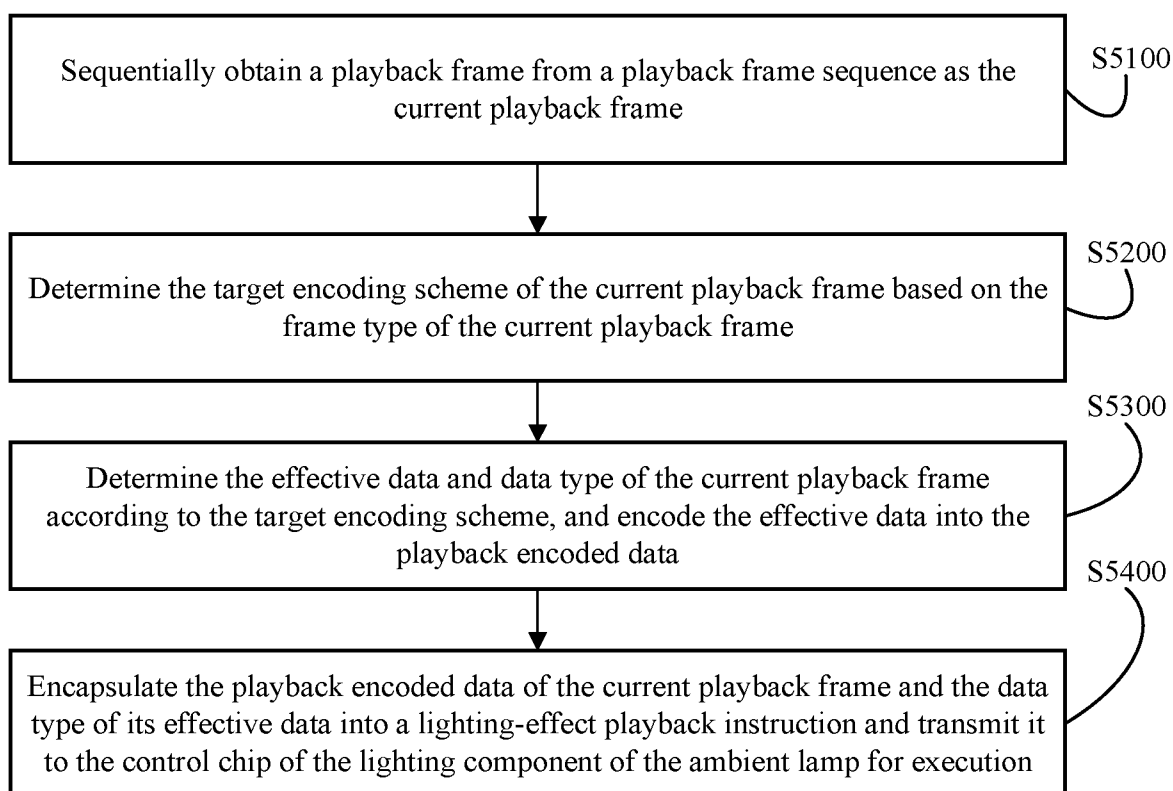 Sequentially obtain a playback frame from a playback frame sequence as the
current playback frame
S5100
Determine the target encoding scheme of the current playback frame based on the
frame type of the current playback frame
S5200
Determine the effective data and data type of the current playback frame
according to the target encoding scheme, and encode the effective data into the
playback encoded data
S5300
Encapsulate the playback encoded data of the current playback frame and the data
type of its effective data into a lighting-effect playback instruction and transmit it
to the control chip of the lighting component of the ambient lamp for execution
S5400